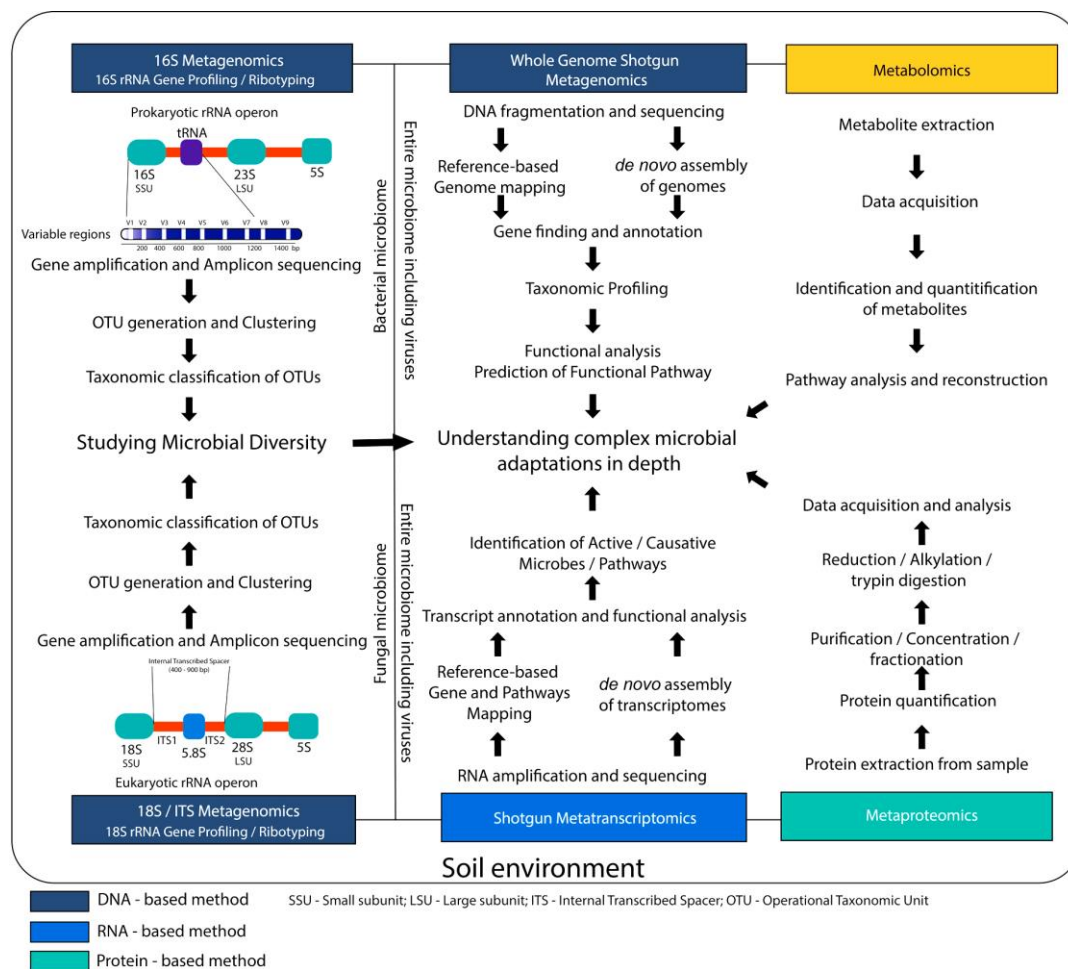 16S Metagenomics
16S rRNA Gene Profiling / Ribotyping
Prokaryotic rRNA operon
tRNA
16S
SSU
23S
LSU
5S
V1 V2 V3 V4 V5 V6 V7 V8 V9
Variable regions
200 400 600 800 1000 1200 1400 bp
Gene amplification and Amplicon sequencing
OTU generation and Clustering
Taxonomic classification of OTUs
Studying Microbial Diversity
Taxonomic classification of OTUs
OTU generation and Clustering
Gene amplification and Amplicon sequencing
Internal Transcribed Spacer
(400 - 900 bp)
18S
SSU
ITS1
5.8S
ITS2
28S
LSU
5S
Eukaryotic rRNA operon
18S / ITS Metagenomics
18S rRNA Gene Profiling / Ribotyping
Bacterial microbiome
Entire microbiome including viruses
Fungal microbiome
Entire microbiome including viruses
Whole Genome Shotgun
Metagenomics
DNA fragmentation and sequencing
Reference-based
Genome mapping
de novo assembly
of genomes
Gene finding and annotation
Taxonomic Profiling
Functional analysis
Prediction of Functional Pathway
Understanding complex microbial
adaptations in depth
Identification of Active / Causative
Microbes / Pathways
Transcript annotation and functional analysis
Reference-based
Gene and Pathways
Mapping
de novo assembly
of transcriptomes
RNA amplification and sequencing
Shotgun Metatranscriptomics
Metabolomics
Metabolite extraction
Data acquisition
Identification and quantitification
of metabolites
Pathway analysis and reconstruction
Data acquisition and analysis
Reduction / Alkylation /
trypin digestion
Purification / Concentration /
fractionation
Protein quantification
Protein extraction from sample
Metaproteomics
Soil environment
DNA - based method
SSU - Small subunit; LSU - Large subunit; ITS - Internal Transcribed Spacer; OTU - Operational Taxonomic Unit
RNA - based method
Protein - based method